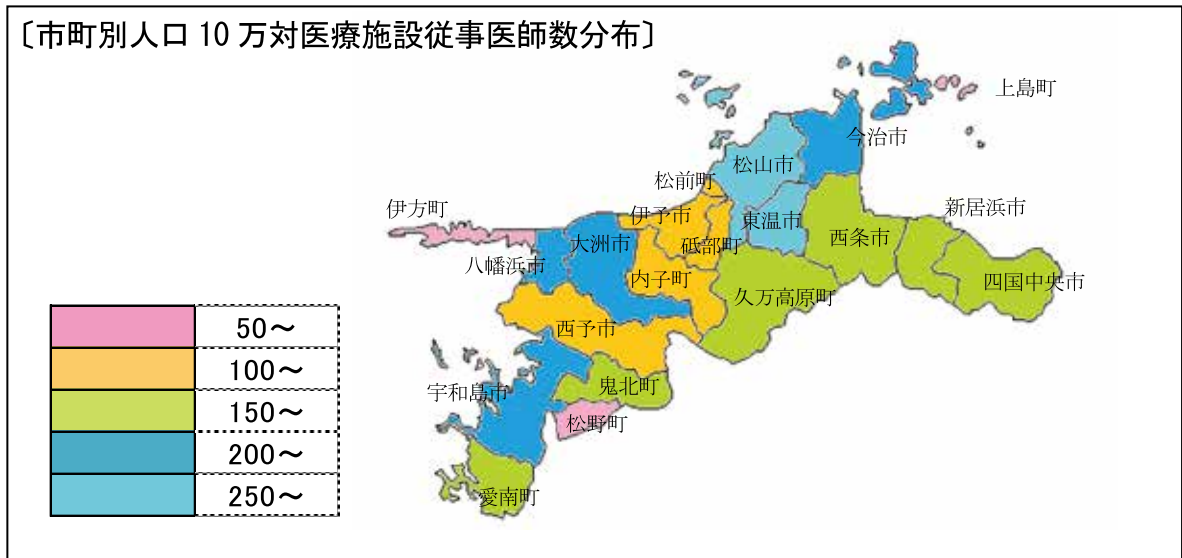 〔市町別人口 10 万対医療施設従事医師数分布〕
上島町
今治市
松山市
松前町
伊方町
伊予市
東温市
新居浜市
大洲市
砥部町
西条市
八幡浜市
内子町
四国中央市
久万高原町
西予市
50～
100～
150～
200～
250～
鬼北町
宇和島市
松野町
愛南町